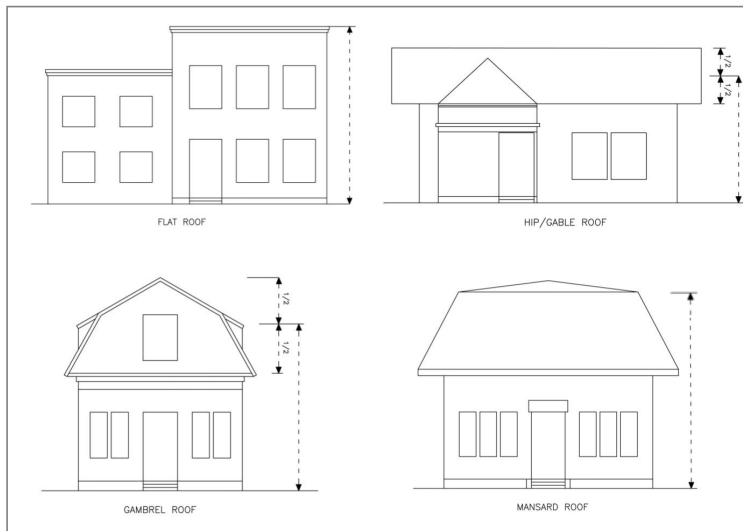 1/2
1/2
FLAT ROOF
HIP/GABLE ROOF
1/2
1/2
GAMBREL ROOF
MANSARD ROOF